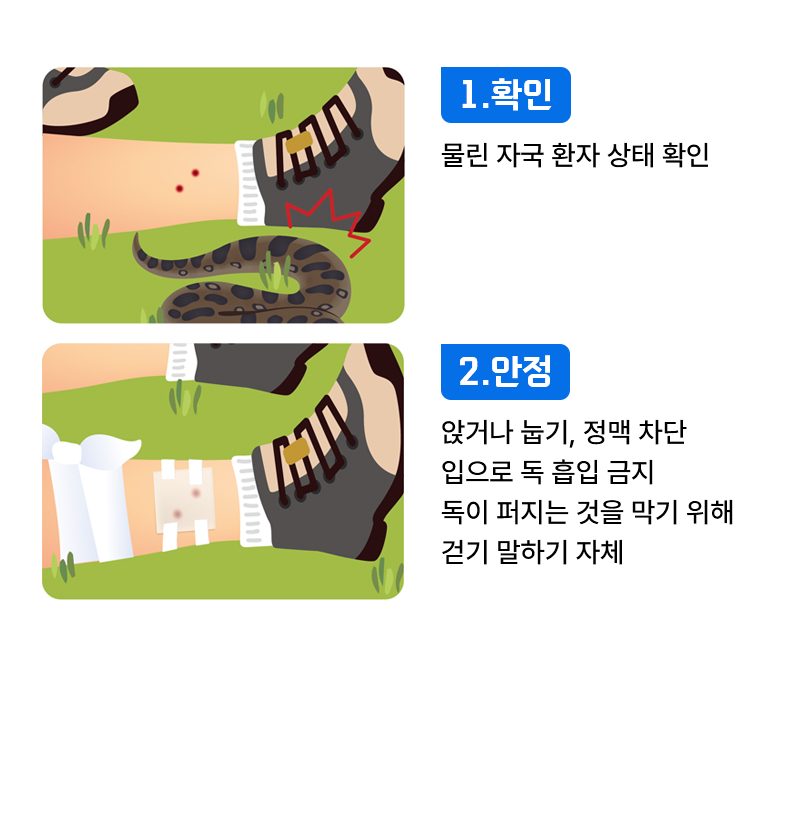 1.확인
물린 자국 환자 상태 확인
2.안정
앉거나 눕기, 정맥 차단
입으로 독 흡입 금지
독이 퍼지는 것을 막기 위해
걷기 말하기 자체